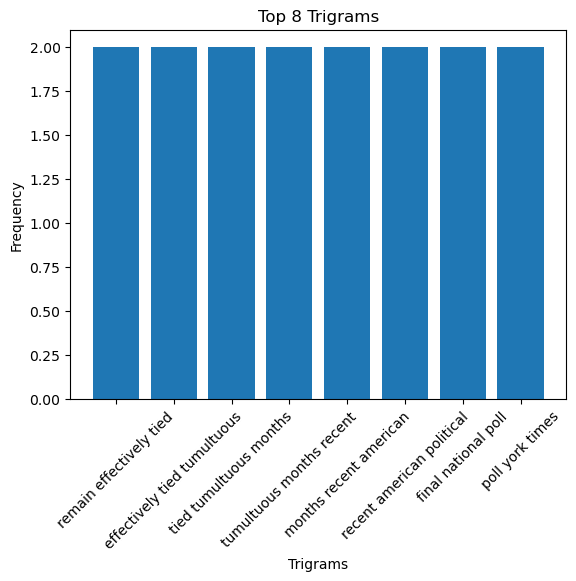 Top 8 Trigrams
Frequency
2.00
1.75
1.50
1.25
1.00
0.75
0.50
0.25
0.00
remain effectively tied
effectively tied tumultuous
tied tumultuous months
tumultuous months recent
months recent american
recent american political
final national poll
poll york times
Trigrams